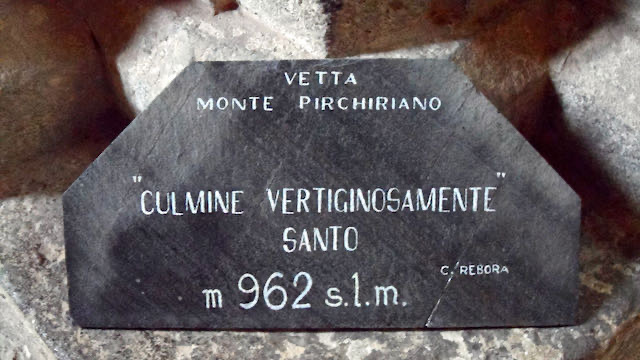 VETTA
MONTE PIRCHIRIANO
"CULMINE VERTIGINOSAMENTE"
SANTO
C. REBORA
m 962 s.l.m.